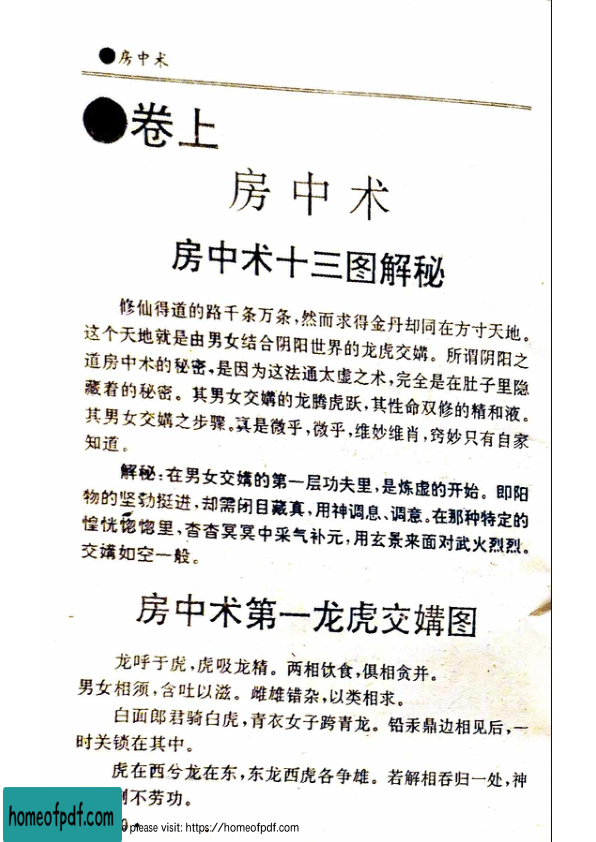 ●房中术
●卷上
房中术
房中术十三图解秘
修仙得道的路千条万条,然而求得金丹却同在方寸天地。
这个天地就是由男女结合阴阳世界的龙虎交媾。所谓阴阳之
道房中术的秘密,是因为这法通太虚之术,完全是在肚子里隐
藏着的秘密。其男女交媾的龙腾虎跃,其性命双修的精和液。
其男女交媾之步骤。真是微乎,微乎,维妙维肖,窍妙只有自家
知道。
解秘:在男女交媾的第一层功夫里,是炼虚的开始。即阳
物的坚勃挺进,却需闭目藏真,用神调息、调意。在那种特定的
惶恍惚惚里,杳杳冥冥中采气补元,用玄景来面对武火烈烈。
交媾如空一般。
房中术第一龙虎交媾图
龙呼于虎,虎吸龙精。两相饮食,俱相贪并。
男女相须,含吐以滋。雌雄错杂,以类相求。
白面郎君骑白虎,青衣女子跨青龙。铅汞鼎边相见后,一
时关锁在其中。
虎在西兮龙在东,东龙西虎各争雄。若解相吞归一处,神
不劳功。
homeofpdf.com
please visit: https://homeofpdf.com